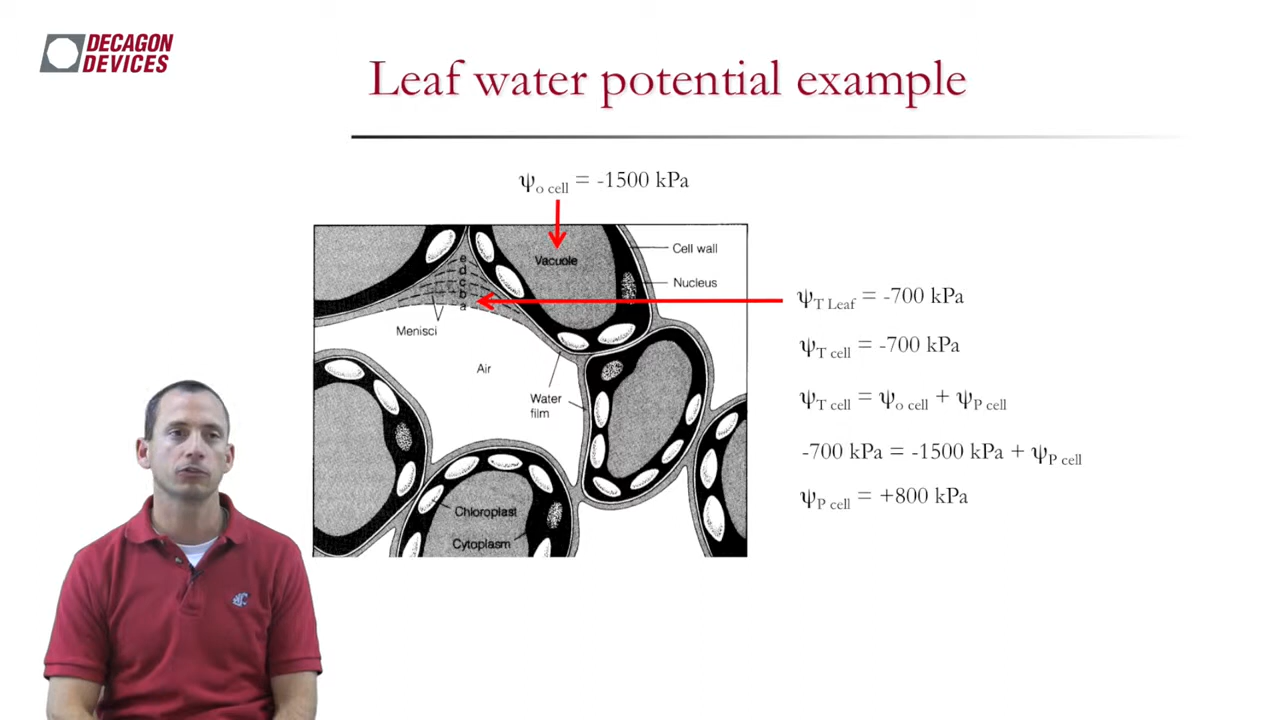 DECAGON
DEVICES
Leaf water potential example
ψo cell = -1500 kPa
Vacuole
Cell wall
Nucleus
e
d
c
b
a
Menisci
Air
Water
film
Chloroplast
Cytoplasm
ψT Leaf = -700 kPa
ψT cell = -700 kPa
ψT cell = ψo cell + ψP cell
-700 kPa = -1500 kPa + ψP cell
ψP cell = +800 kPa